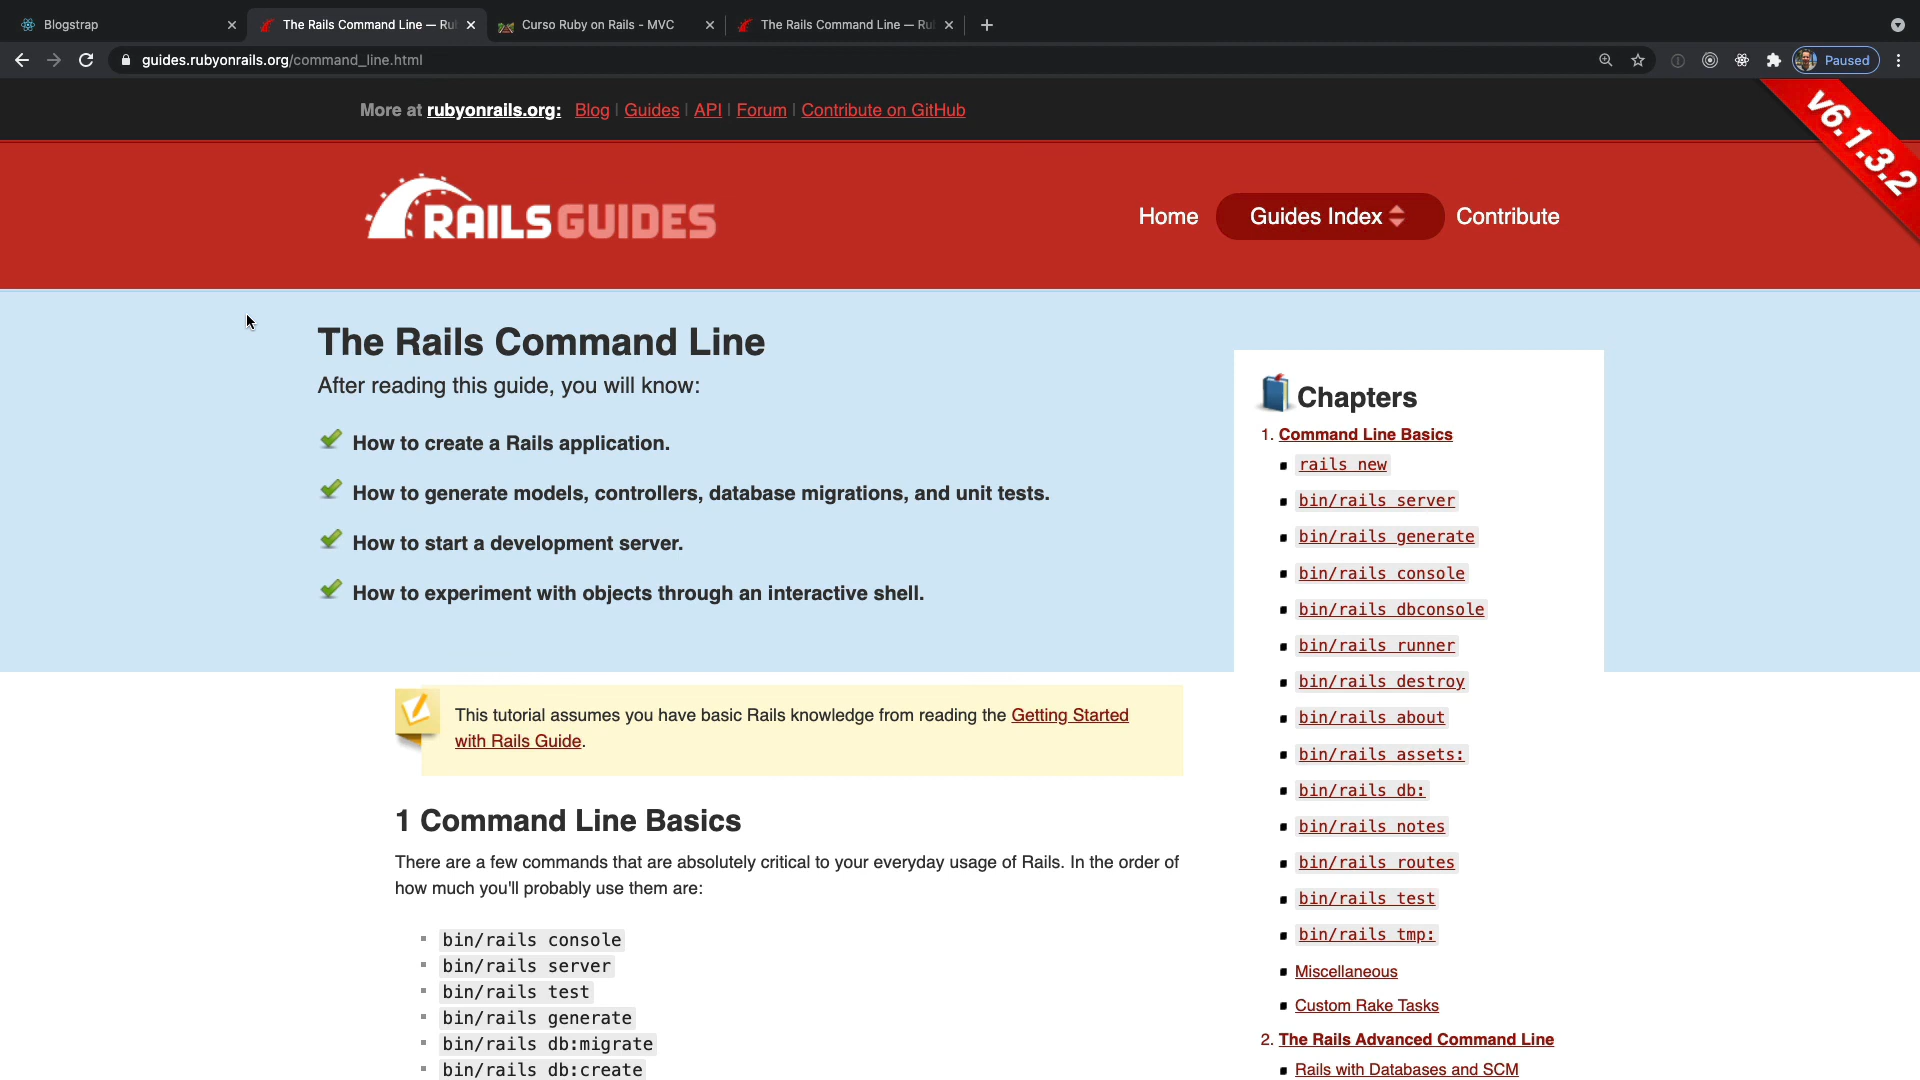 Blogstrap
The Rails Command Line — Ru
Curso Ruby on Rails - MVC
The Rails Command Line — Ru
guides.rubyonrails.org/command_line.html
Paused
More at rubyonrails.org: Blog | Guides | API | Forum | Contribute on GitHub
v6.1.3.2
RAILSGUIDES
Home
Guides Index
Contribute
The Rails Command Line
After reading this guide, you will know:
How to create a Rails application.
How to generate models, controllers, database migrations, and unit tests.
How to start a development server.
How to experiment with objects through an interactive shell.
This tutorial assumes you have basic Rails knowledge from reading the Getting Started
with Rails Guide.
1 Command Line Basics
There are a few commands that are absolutely critical to your everyday usage of Rails. In the order of
how much you'll probably use them are:
bin/rails console
bin/rails server
bin/rails test
bin/rails generate
bin/rails db:migrate
bin/rails db:create
Chapters
1. Command Line Basics
rails new
bin/rails server
bin/rails generate
bin/rails console
bin/rails dbconsole
bin/rails runner
bin/rails destroy
bin/rails about
bin/rails assets:
bin/rails db:
bin/rails notes
bin/rails routes
bin/rails test
bin/rails tmp:
Miscellaneous
Custom Rake Tasks
2. The Rails Advanced Command Line
Rails with Databases and SCM